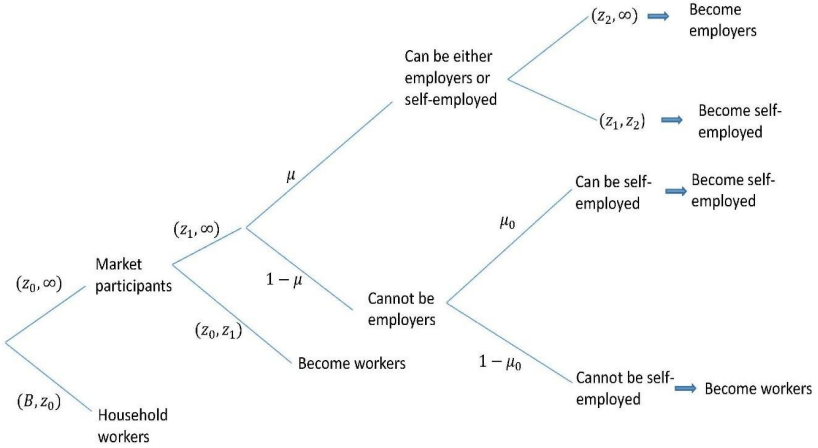 (z₂, ∞)
Become
employers
Can be either
employers or
self-employed
(z₁, z₂)
Become self-
employed
μ
Can be self-
employed
Become self-
employed
μ₀
(z₁, ∞)
Market
participants
(z₀, ∞)
1 − μ
Cannot be
employers
(z₀, z₁)
Become workers
1 − μ₀
Cannot be self-
employed
Become workers
(B, z₀)
Household
workers